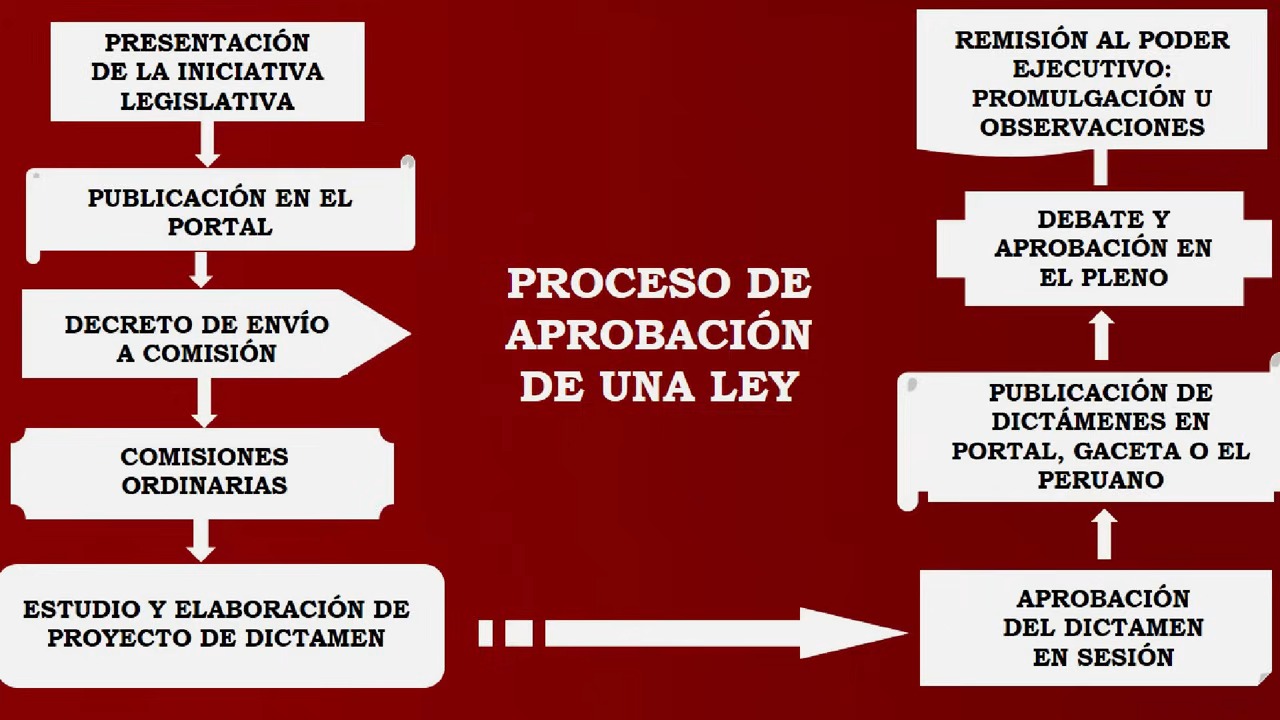 PRESENTACIÓN
DE LA INICIATIVA
LEGISLATIVA
PUBLICACIÓN EN EL
PORTAL
DECRETO DE ENVÍO
A COMISIÓN
COMISIONES
ORDINARIAS
ESTUDIO Y ELABORACIÓN DE
PROYECTO DE DICTAMEN
PROCESO DE
APROBACIÓN
DE UNA LEY
REMISIÓN AL PODER
EJECUTIVO:
PROMULGACIÓN U
OBSERVACIONES
DEBATE Y
APROBACIÓN EN
EL PLENO
PUBLICACIÓN DE
DICTÁMENES EN
PORTAL, GACETA O EL
PERUANO
APROBACIÓN
DEL DICTAMEN
EN SESIÓN